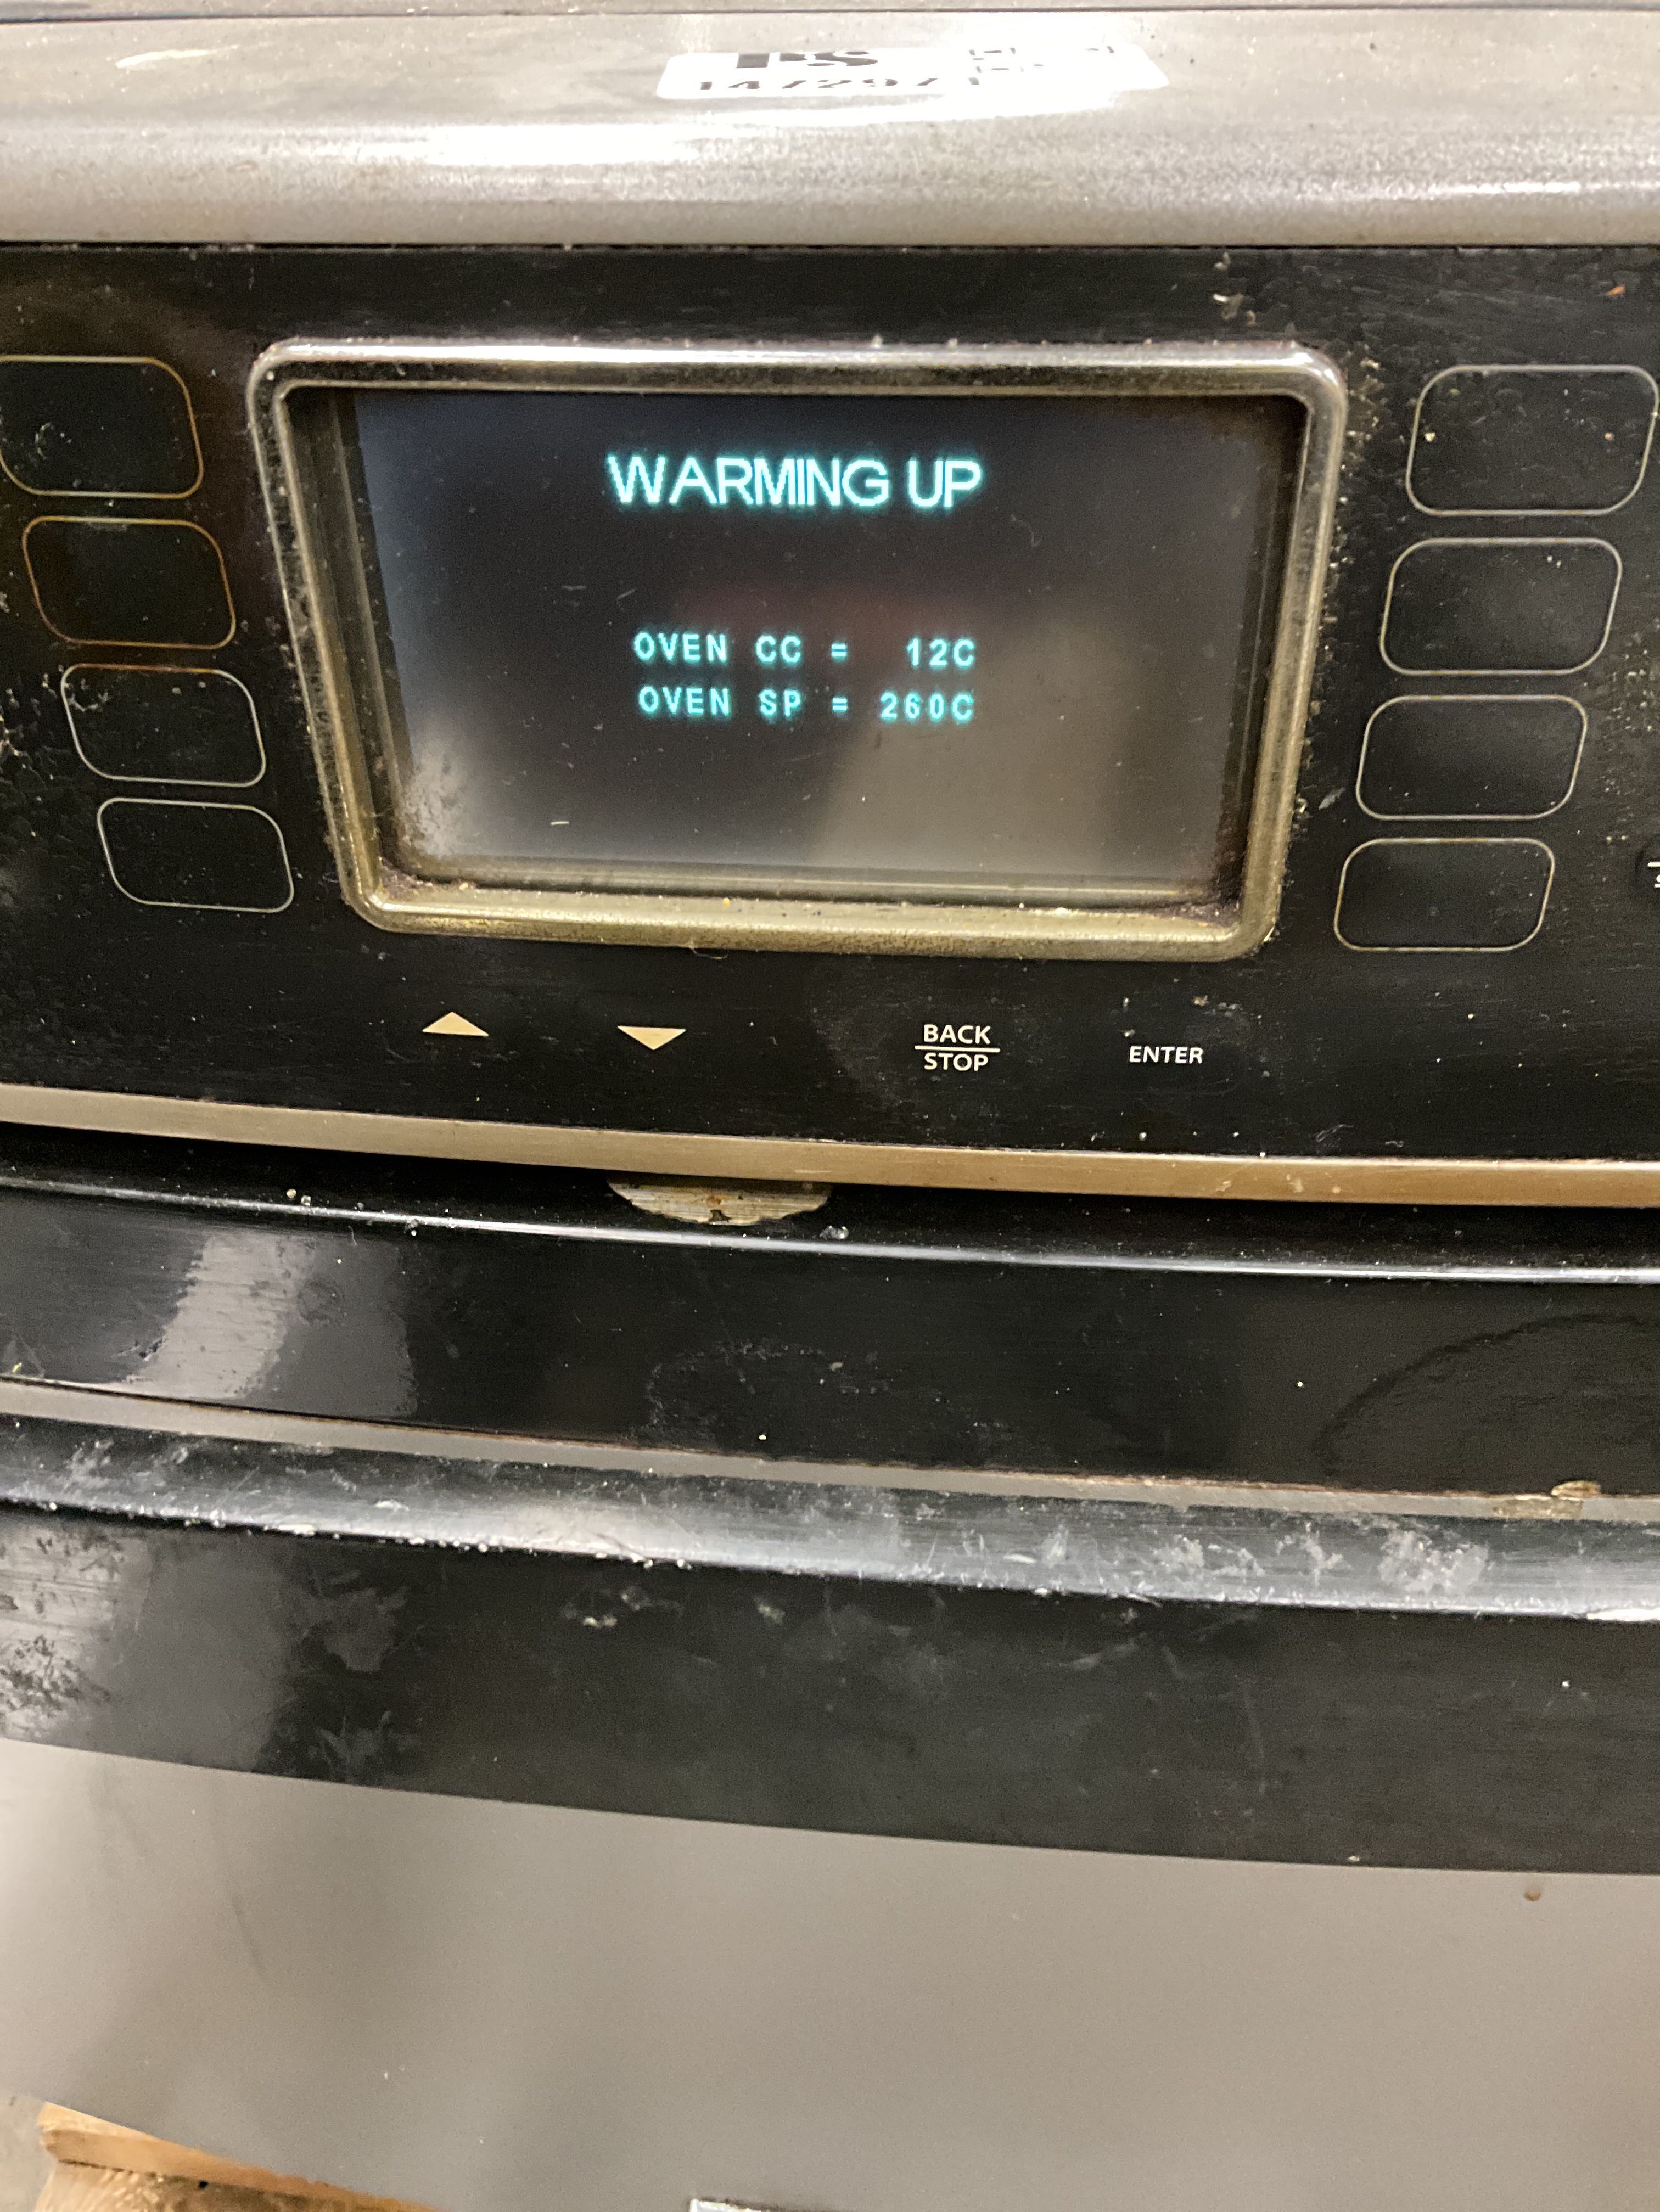 WARMING UP
OVEN CC = 12C
OVEN SP = 260C
BACK
STOP
ENTER